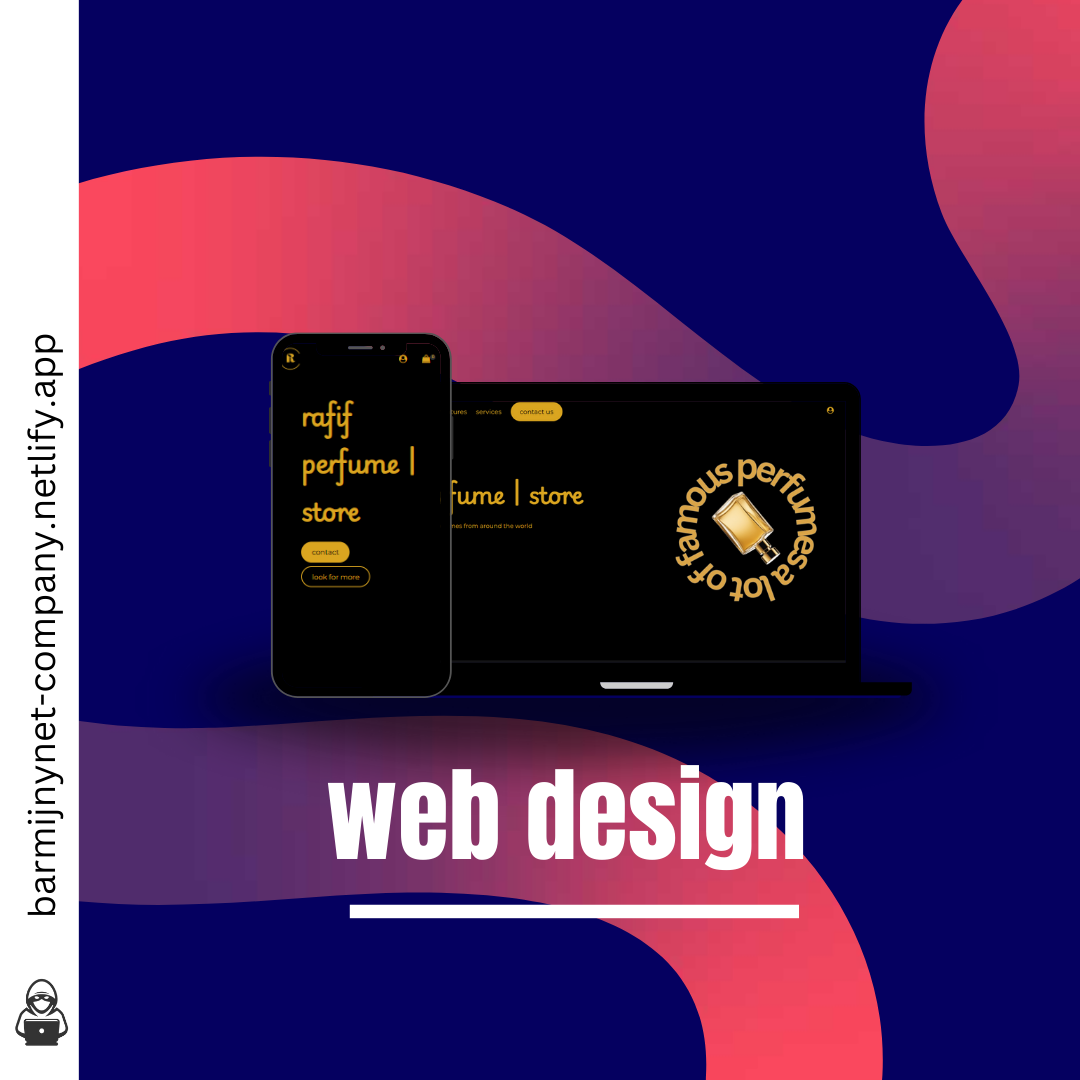 barmijnynet-company.netlify.app
R
rafif
perfume |
store
contact
look for more
services
contact us
fume | store
from around the world
famous perfumes a lot of
web design